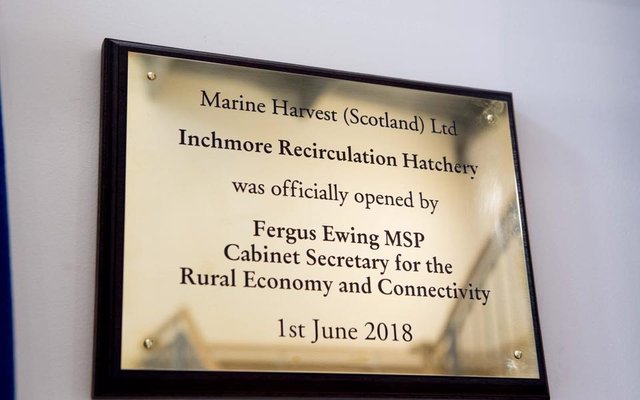 Marine Harvest (Scotland) Ltd
Inchmore Recirculation Hatchery
was officially opened by
Fergus Ewing MSP
Cabinet Secretary for the
Rural Economy and Connectivity
1st June 2018